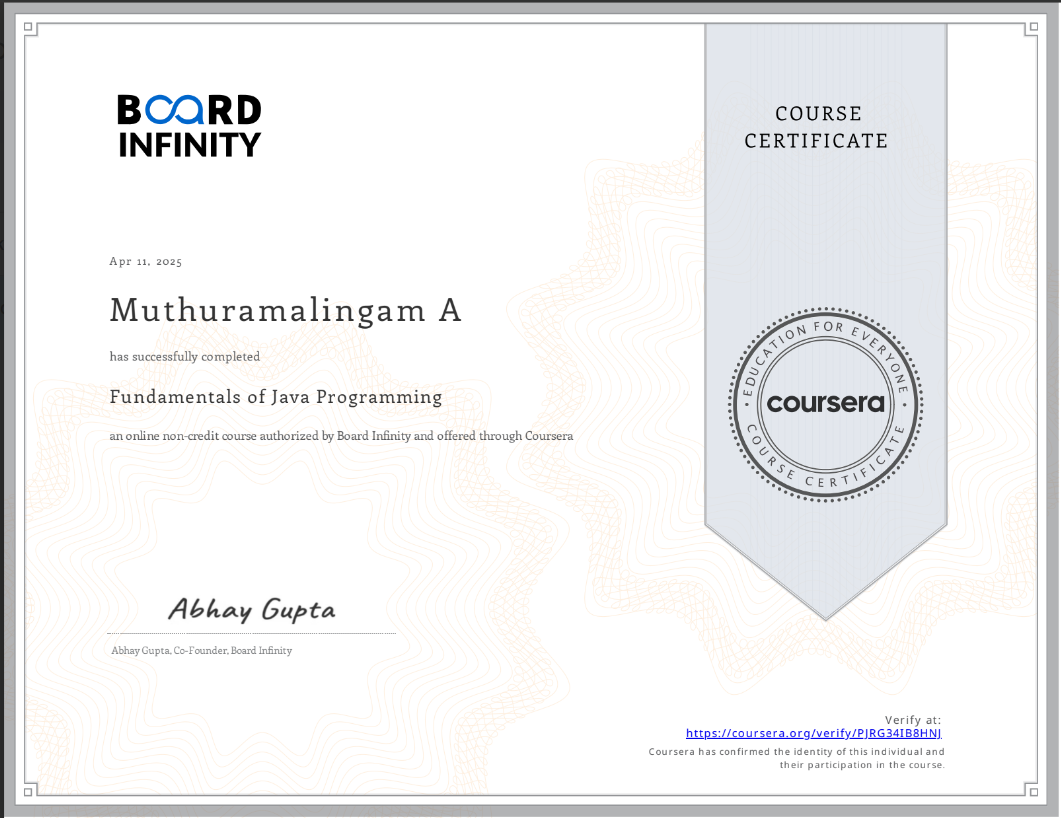 BOARD
INFINITY
COURSE
CERTIFICATE
Apr 11, 2025
Muthuramalingam A
has successfully completed
Fundamentals of Java Programming
an online non-credit course authorized by Board Infinity and offered through Coursera
EDUCATION FOR EVERYONE
coursera
COURSE CERTIFICATE
Abhay Gupta
Abhay Gupta, Co-Founder, Board Infinity
Verify at:
https://coursera.org/verify/PJRG34IB8HNJ
Coursera has confirmed the identity of this individual and
their participation in the course.